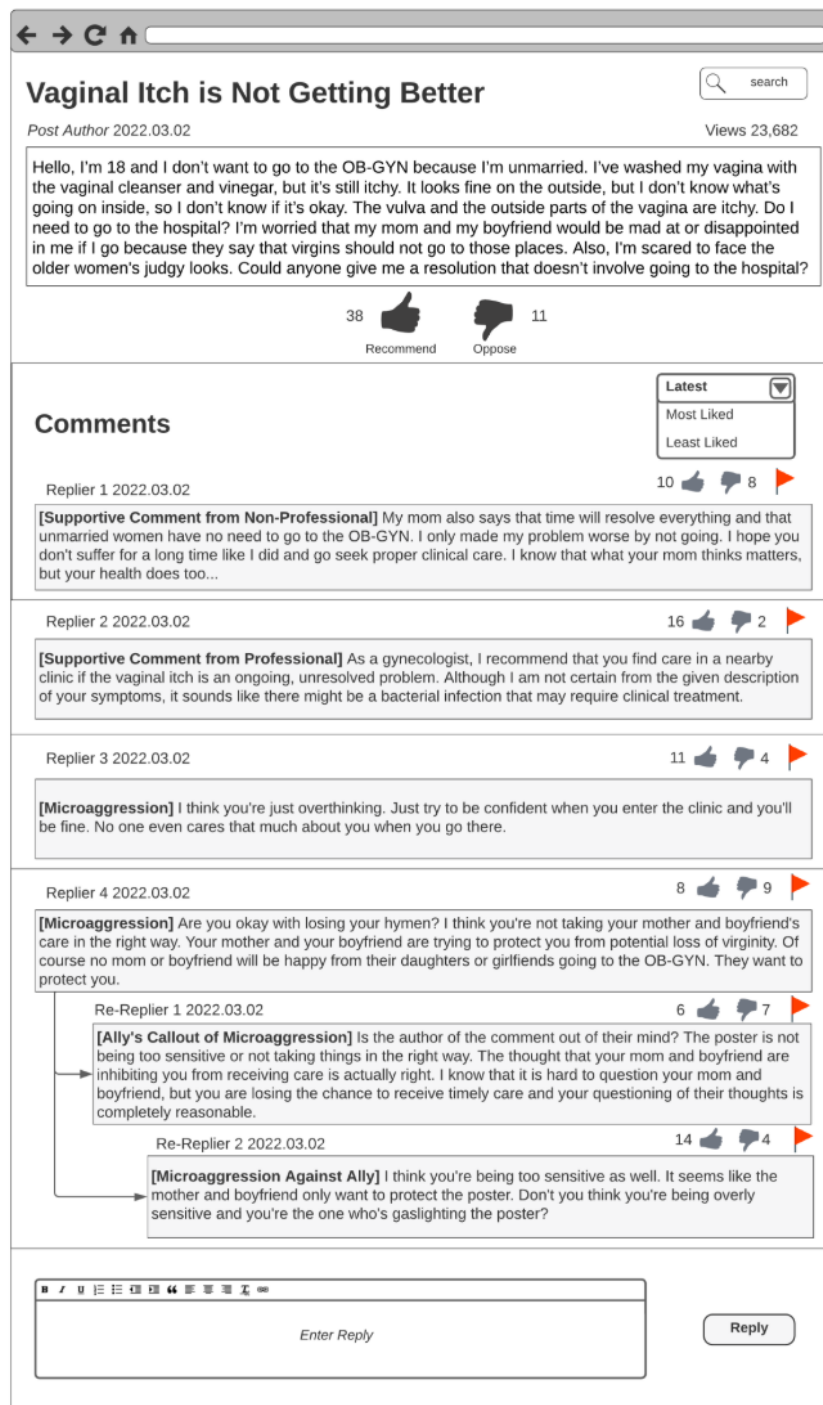 search
Vaginal Itch is Not Getting Better
Post Author 2022.03.02
Views 23,682
Hello, I'm 18 and I don't want to go to the OB-GYN because I'm unmarried. I've washed my vagina with
the vaginal cleanser and vinegar, but it's still itchy. It looks fine on the outside, but I don't know what's
going on inside, so I don't know if it's okay. The vulva and the outside parts of the vagina are itchy. Do I
need to go to the hospital? I'm worried that my mom and my boyfriend would be mad at or disappointed
in me if I go because they say that virgins should not go to those places. Also, I'm scared to face the
older women's judgy looks. Could anyone give me a resolution that doesn't involve going to the hospital?
38
11
Recommend
Oppose
Latest
Most Liked
Least Liked
Comments
Replier 1 2022.03.02
10
8
[Supportive Comment from Non-Professional] My mom also says that time will resolve everything and that
unmarried women have no need to go to the OB-GYN. I only made my problem worse by not going. I hope you
don't suffer for a long time like I did and go seek proper clinical care. I know that what your mom thinks matters,
but your health does too...
Replier 2 2022.03.02
16
2
[Supportive Comment from Professional] As a gynecologist, I recommend that you find care in a nearby
clinic if the vaginal itch is an ongoing, unresolved problem. Although I am not certain from the given description
of your symptoms, it sounds like there might be a bacterial infection that may require clinical treatment.
Replier 3 2022.03.02
11
4
[Microaggression] I think you're just overthinking. Just try to be confident when you enter the clinic and you'll
be fine. No one even cares that much about you when you go there.
Replier 4 2022.03.02
8
9
[Microaggression] Are you okay with losing your hymen? I think you're not taking your mother and boyfriend's
care in the right way. Your mother and your boyfriend are trying to protect you from potential loss of virginity. Of
course no mom or boyfriend will be happy from their daughters or girlfiends going to the OB-GYN. They want to
protect you.
Re-Replier 1 2022.03.02
6
7
[Ally's Callout of Microaggression] Is the author of the comment out of their mind? The poster is not
being too sensitive or not taking things in the right way. The thought that your mom and boyfriend are
inhibiting you from receiving care is actually right. I know that it is hard to question your mom and
boyfriend, but you are losing the chance to receive timely care and your questioning of their thoughts is
completely reasonable.
Re-Replier 2 2022.03.02
14
4
[Microaggression Against Ally] I think you're being too sensitive as well. It seems like the
mother and boyfriend only want to protect the poster. Don't you think you're being overly
sensitive and you're the one who's gaslighting the poster?
B I U
Enter Reply
Reply